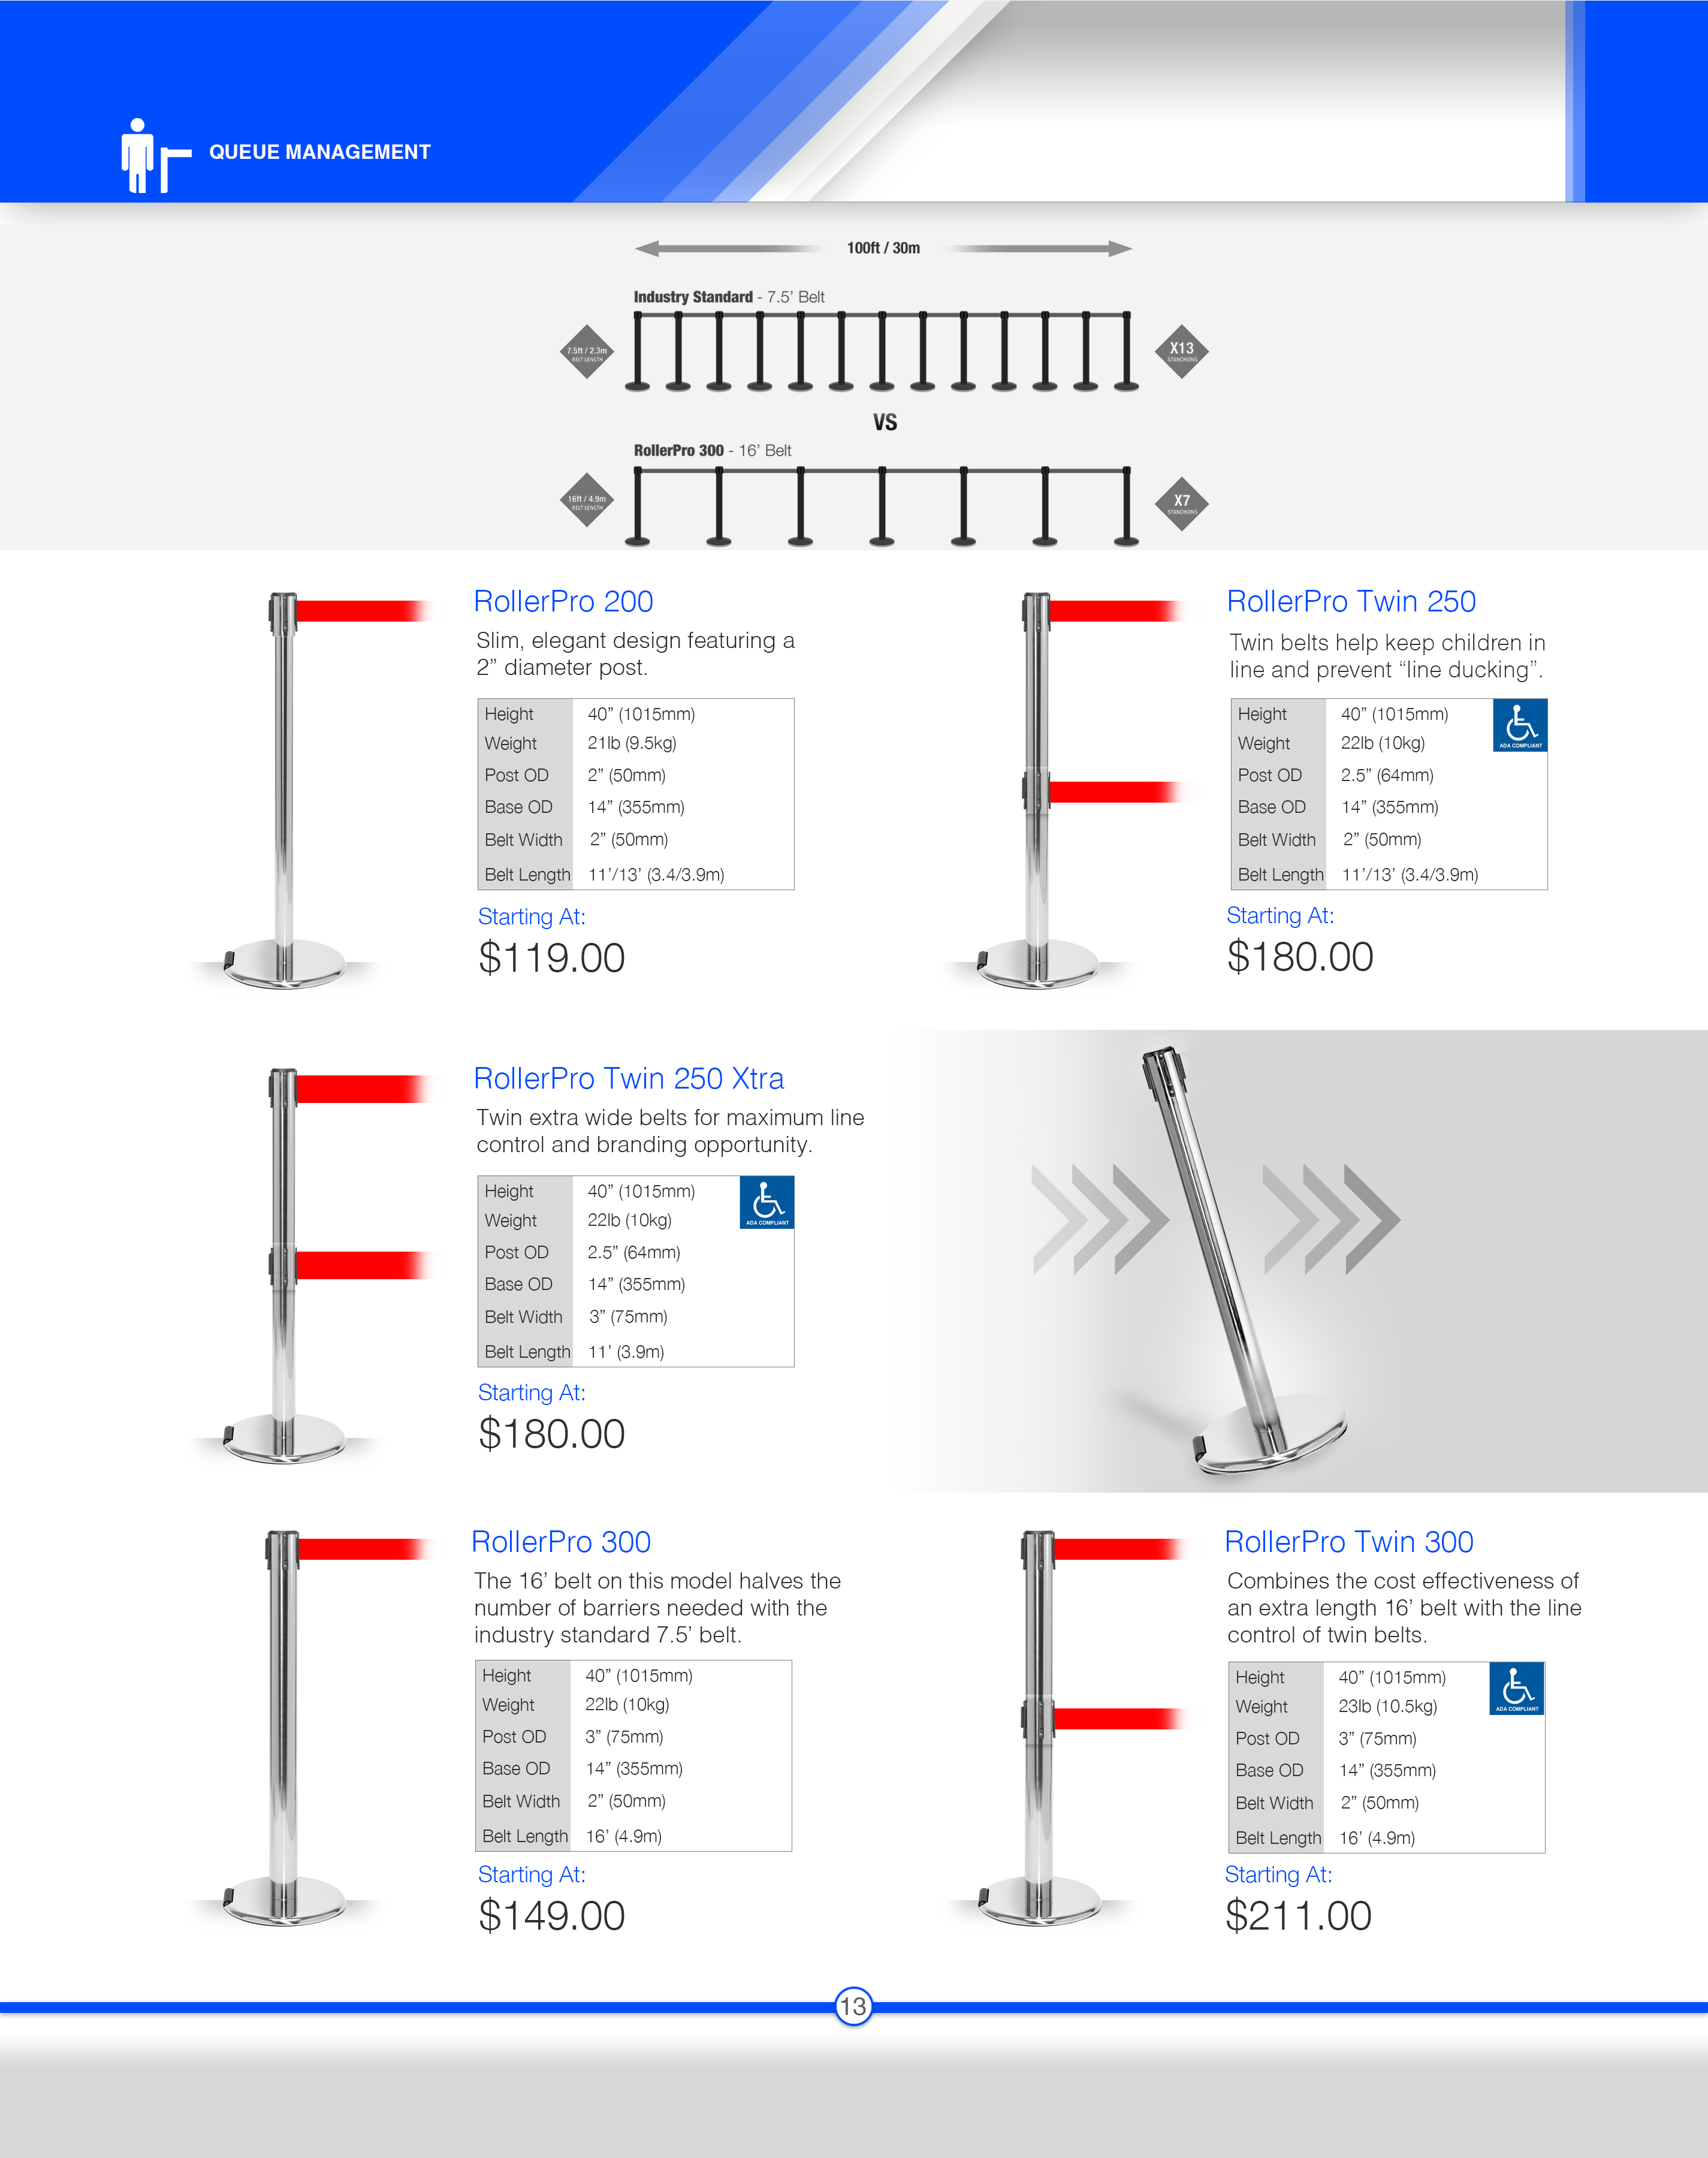 QUEUE MANAGEMENT
100ft / 30m
Industry Standard - 7.5’ Belt
7.5ft / 2.3m
BELT LENGTH
X13
STANCHIONS
VS
RollerPro 300 - 16’ Belt
16ft / 4.9m
BELT LENGTH
X7
STANCHIONS
RollerPro 200
Slim, elegant design featuring a
2” diameter post.
Height 40” (1015mm)
Weight 21lb (9.5kg)
Post OD 2” (50mm)
Base OD 14” (355mm)
Belt Width 2” (50mm)
Belt Length 11’/13’ (3.4/3.9m)
Starting At:
$119.00
RollerPro Twin 250
Twin belts help keep children in
line and prevent “line ducking”.
Height 40” (1015mm)
Weight 22lb (10kg)
Post OD 2.5” (64mm)
Base OD 14” (355mm)
Belt Width 2” (50mm)
Belt Length 11’/13’ (3.4/3.9m)
ADA COMPLIANT
Starting At:
$180.00
RollerPro Twin 250 Xtra
Twin extra wide belts for maximum line
control and branding opportunity.
Height 40” (1015mm)
Weight 22lb (10kg)
Post OD 2.5” (64mm)
Base OD 14” (355mm)
Belt Width 3” (75mm)
Belt Length 11’ (3.9m)
ADA COMPLIANT
Starting At:
$180.00
RollerPro 300
The 16’ belt on this model halves the
number of barriers needed with the
industry standard 7.5’ belt.
Height 40” (1015mm)
Weight 22lb (10kg)
Post OD 3” (75mm)
Base OD 14” (355mm)
Belt Width 2” (50mm)
Belt Length 16’ (4.9m)
Starting At:
$149.00
RollerPro Twin 300
Combines the cost effectiveness of
an extra length 16’ belt with the line
control of twin belts.
Height 40” (1015mm)
Weight 23lb (10.5kg)
Post OD 3” (75mm)
Base OD 14” (355mm)
Belt Width 2” (50mm)
Belt Length 16’ (4.9m)
ADA COMPLIANT
Starting At:
$211.00
13